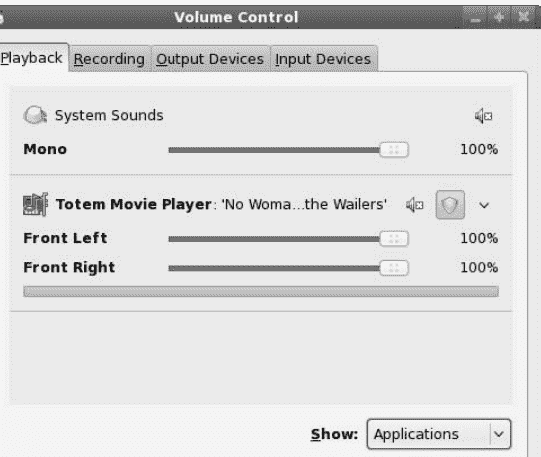 Volume Control
Playback Recording Output Devices Input Devices
System Sounds
Mono 100%
Totem Movie Player: 'No Woma...the Wailers'
Front Left 100%
Front Right 100%
Show: Applications